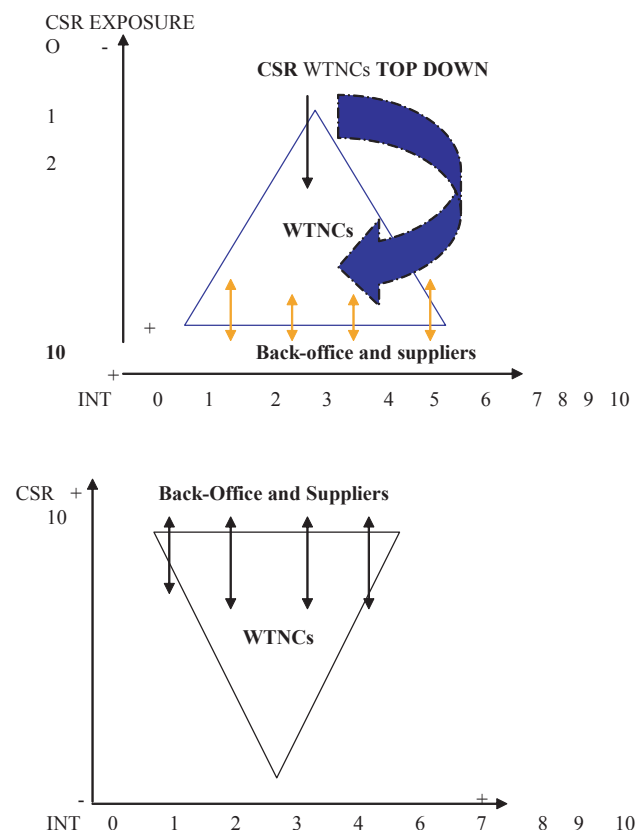 CSR EXPOSURE
O -
CSR WTNCs TOP DOWN
1
2
WTNCs
+
10 Back-office and suppliers
+
INT 0 1 2 3 4 5 6 7 8 9 10
CSR + Back-Office and Suppliers
10
WTNCs
- +
INT 0 1 2 3 4 5 6 7 8 9 10